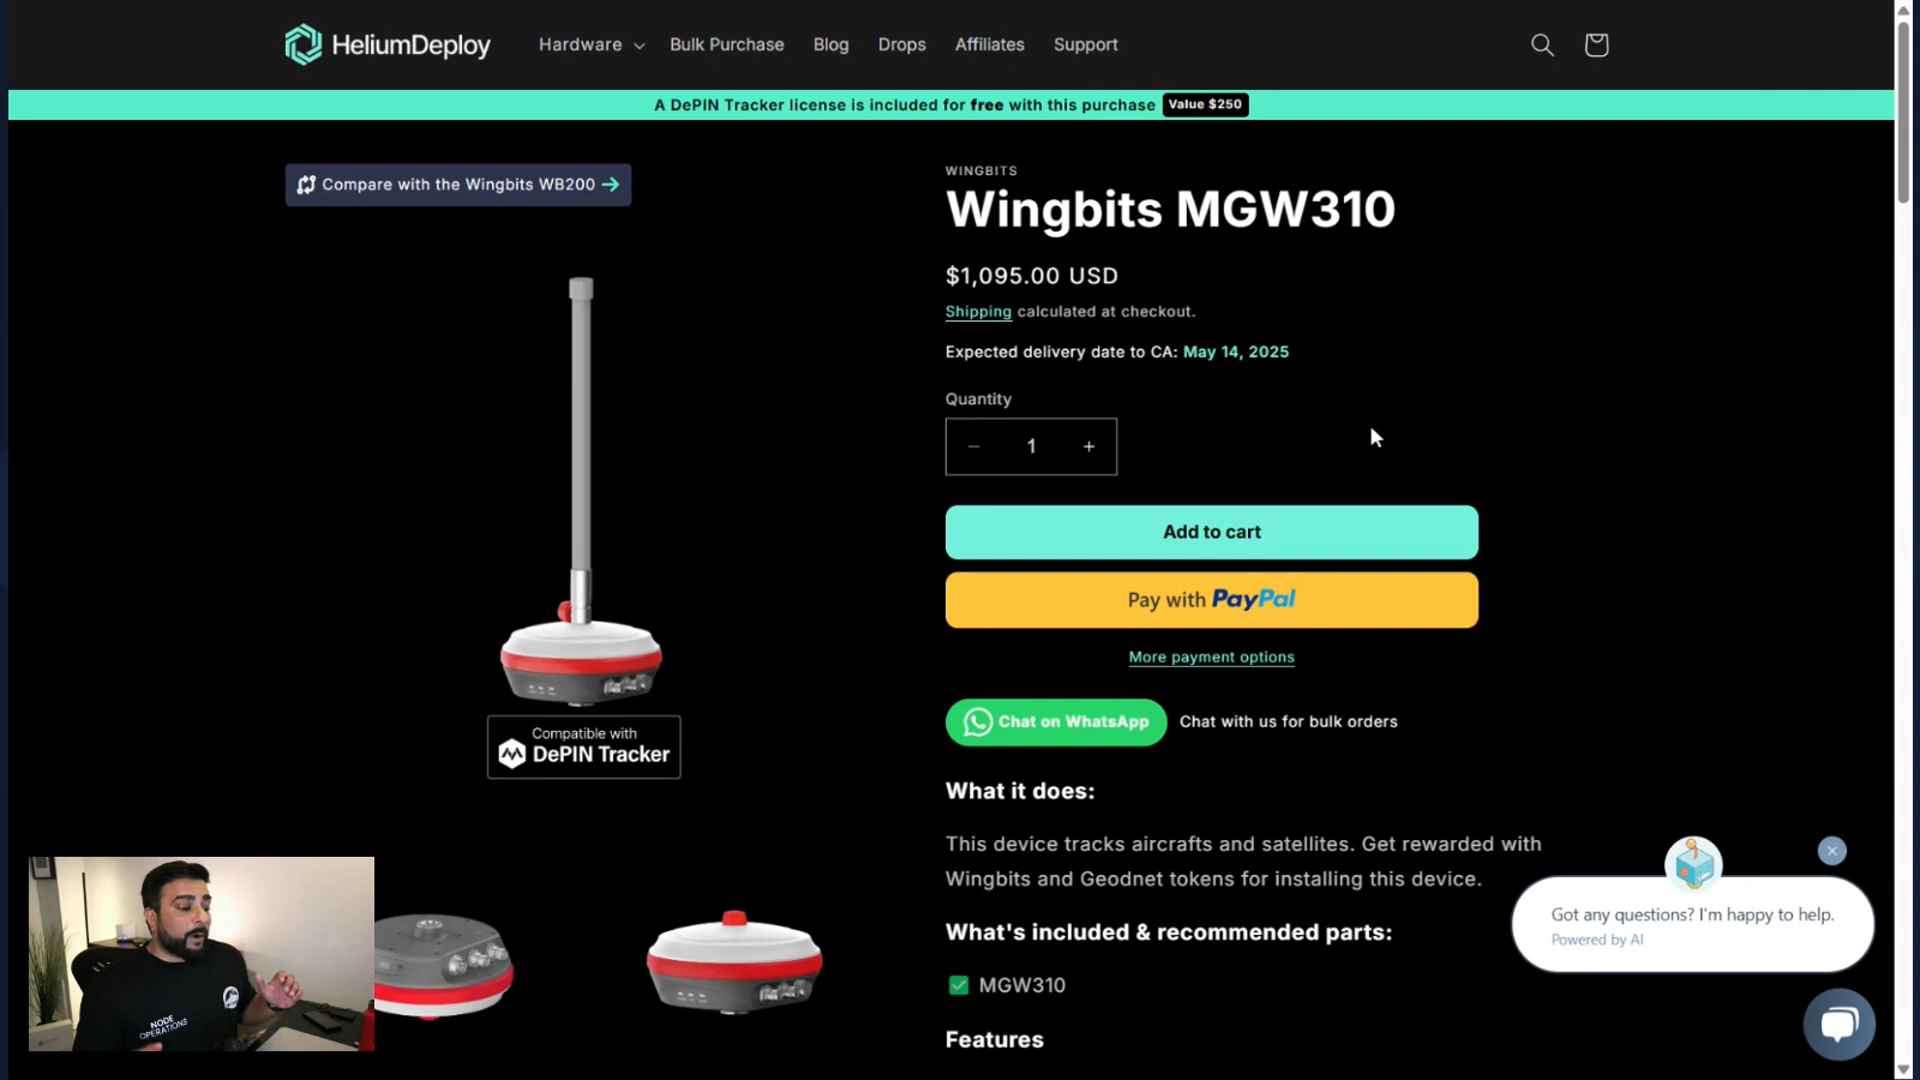 HeliumDeploy
Hardware
Bulk Purchase
Blog
Drops
Affiliates
Support
A DePIN Tracker license is included for free with this purchase Value $250
Compare with the Wingbits WB200
WINGBITS
Wingbits MGW310
$1,095.00 USD
Shipping calculated at checkout.
Expected delivery date to CA: May 14, 2025
Quantity
− 1 +
Add to cart
Pay with PayPal
More payment options
Chat on WhatsApp
Chat with us for bulk orders
Compatible with
DePIN Tracker
What it does:
This device tracks aircrafts and satellites. Get rewarded with
Wingbits and Geodnet tokens for installing this device.
What's included & recommended parts:
MGW310
Features
Got any questions? I'm happy to help.
Powered by AI
NODE
OPERATIONS